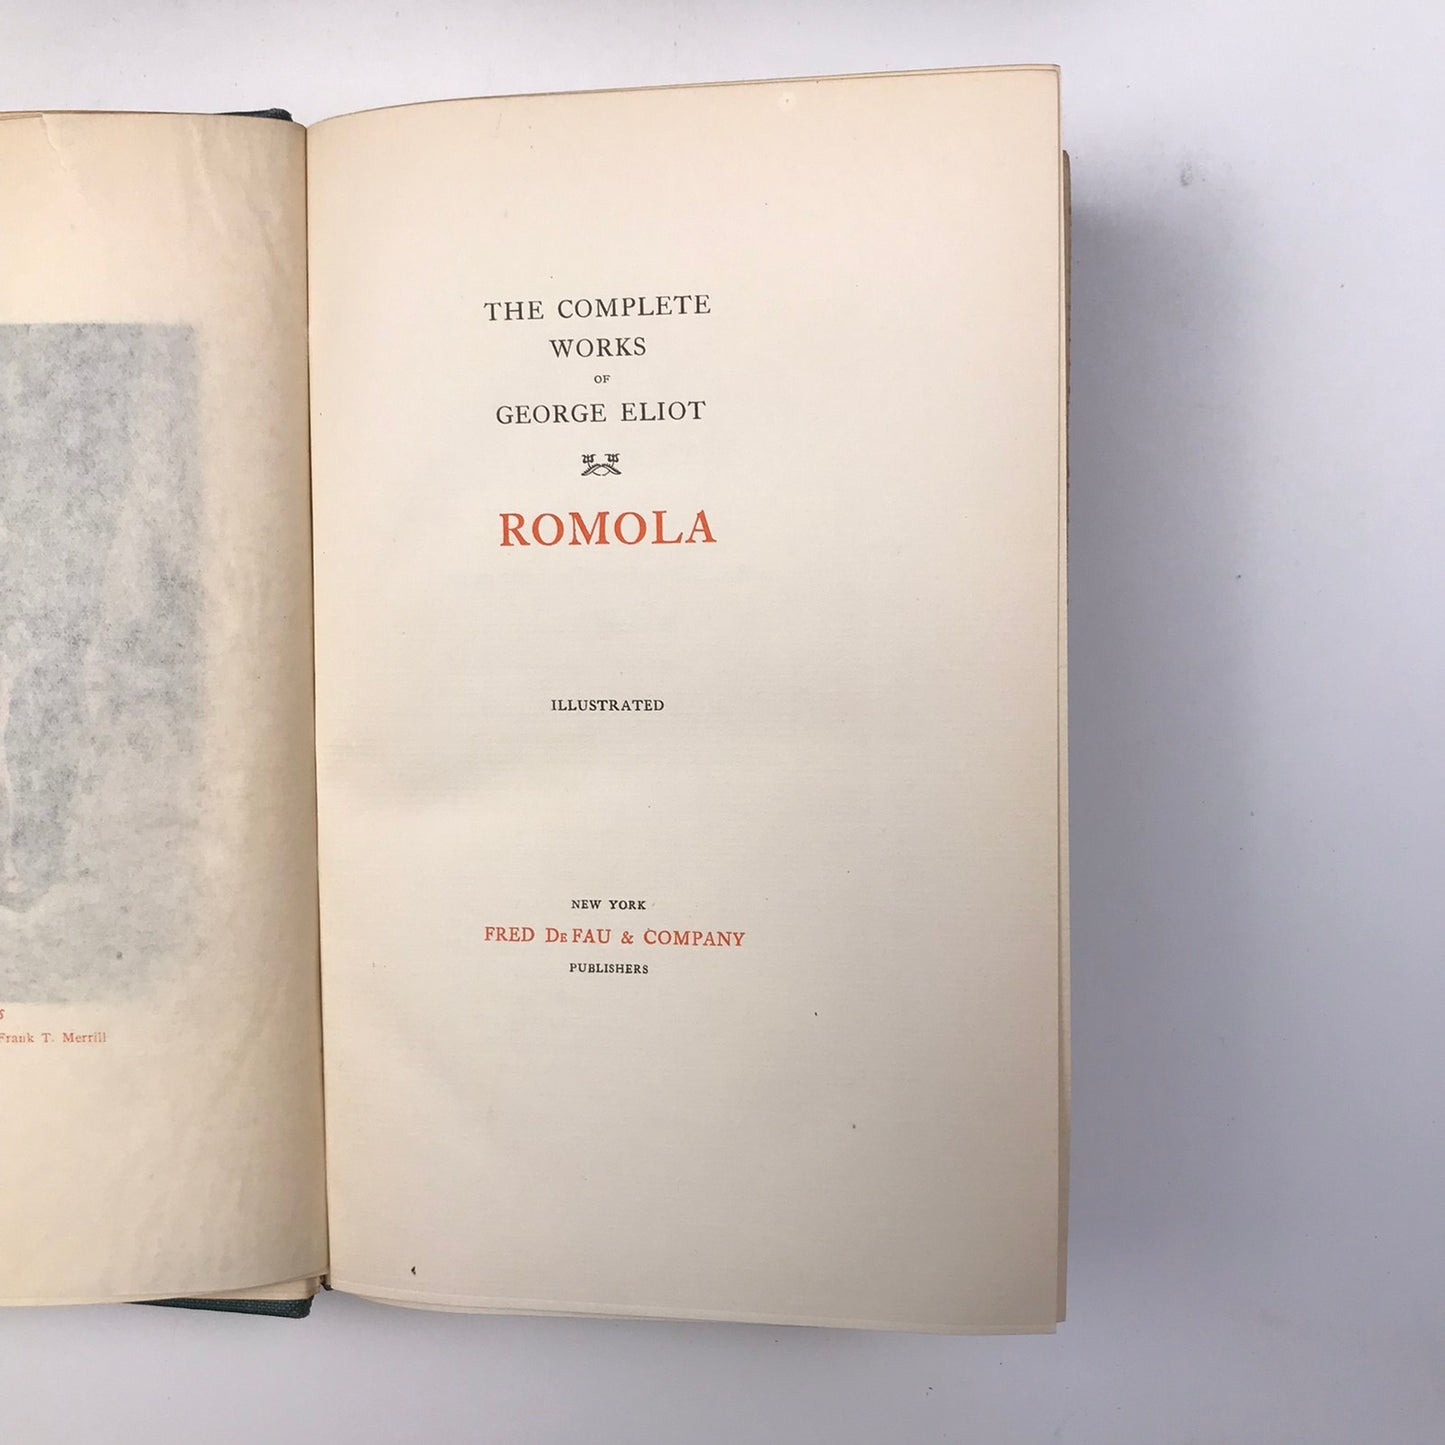 Frank T. Merrill
THE COMPLETE
WORKS
OF
GEORGE ELIOT
ROMOLA
ILLUSTRATED
NEW YORK
FRED DE FAU & COMPANY
PUBLISHERS